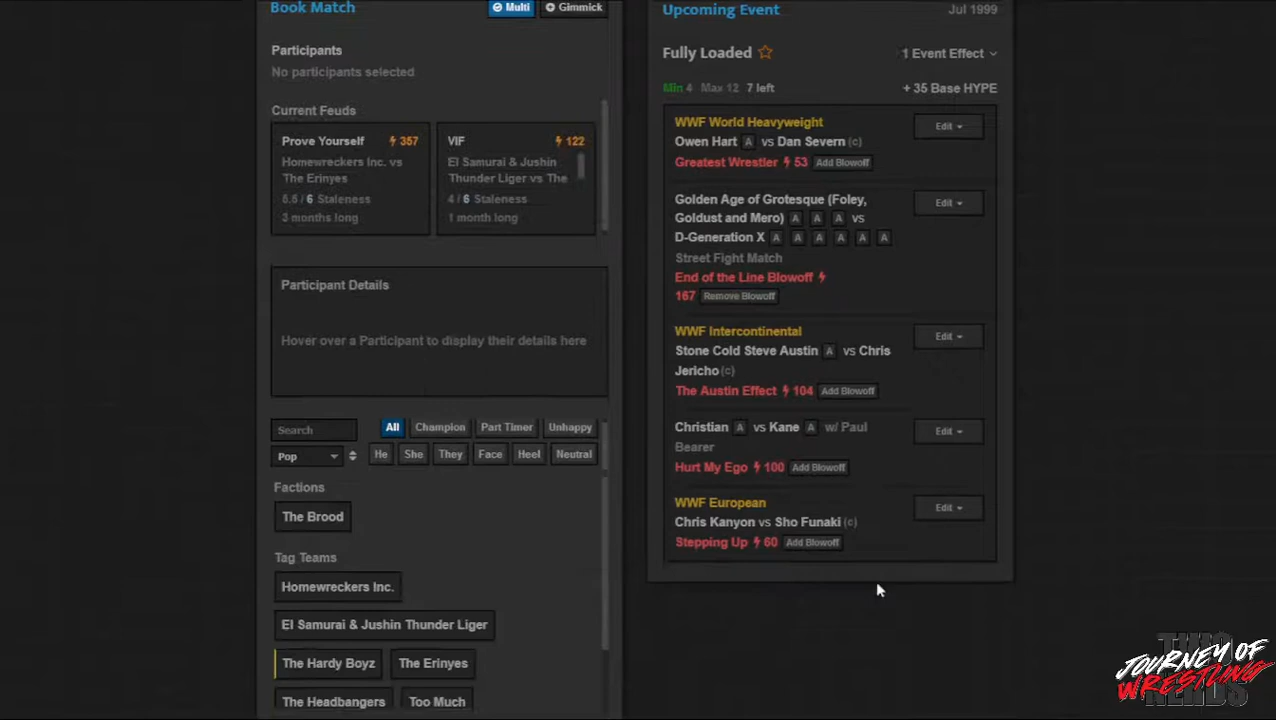 Book Match
Multi
Gimmick
Participants
No participants selected
Current Feuds
Prove Yourself 357
Homewreckers Inc. vs
The Erinyes
5.5 / 6 Staleness
3 months long
VIF 122
El Samurai & Jushin
Thunder Liger vs The
4 / 6 Staleness
1 month long
Participant Details
Hover over a Participant to display their details here
Search
All Champion Part Timer Unhappy
Pop
He She They Face Heel Neutral
Factions
The Brood
Tag Teams
Homewreckers Inc.
El Samurai & Jushin Thunder Liger
The Hardy Boyz The Erinyes
The Headbangers Too Much
Upcoming Event Jul 1999
Fully Loaded 1 Event Effect
Min 4 Max 12 7 left + 35 Base HYPE
WWF World Heavyweight Edit
Owen Hart A vs Dan Severn (c)
Greatest Wrestler 53 Add Blowoff
Golden Age of Grotesque (Foley, Edit
Goldust and Mero) A A A vs
D-Generation X A A A A A A
Street Fight Match
End of the Line Blowoff
167 Remove Blowoff
WWF Intercontinental Edit
Stone Cold Steve Austin A vs Chris
Jericho (c)
The Austin Effect 104 Add Blowoff
Christian A vs Kane A w/ Paul Edit
Bearer
Hurt My Ego 100 Add Blowoff
WWF European Edit
Chris Kanyon vs Sho Funaki (c)
Stepping Up 60 Add Blowoff
JOURNEY OF
WRESTLING